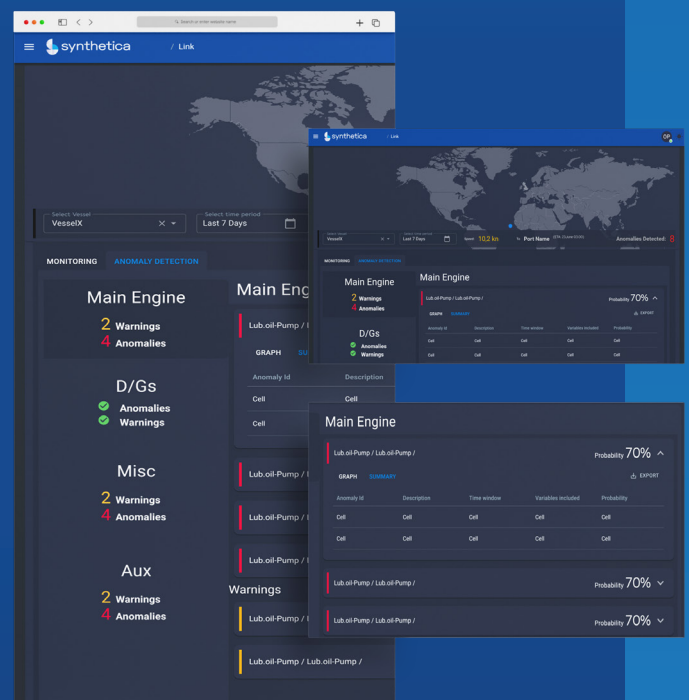 Search or enter website name
synthetica
/ Link
Select Vessel
VesselX
Select time period
Last 7 Days
MONITORING
ANOMALY DETECTION
Main Engine
2 Warnings
4 Anomalies
D/Gs
Anomalies
Warnings
Misc
2 Warnings
4 Anomalies
Aux
2 Warnings
4 Anomalies
Main Eng
Lub.oil-Pump /
GRAPH SU
Anomaly Id Description
Cell Cell
Cell
Lub.oil-Pump /
Lub.oil-Pump /
Lub.oil-Pump /
Warnings
Lub.oil-Pump /
Lub.oil-Pump / Lub.oil-Pump /
synthetica
/ Link
OP
VesselX
Last 7 Days
Speed 10,2 kn
To Port Name
Anomalies Detected: 8
MONITORING
ANOMALY DETECTION
Main Engine
2 Warnings
4 Anomalies
D/Gs
Anomalies
Warnings
Main Engine
Lub.oil-Pump / Lub.oil-Pump / Probability 70%
GRAPH SUMMARY EXPORT
Anomaly Id Description Time window Variables included Probability
Cell Cell Cell Cell Cell
Cell Cell Cell Cell Cell
Main Engine
Lub.oil-Pump / Lub.oil-Pump / Probability 70%
GRAPH SUMMARY EXPORT
Anomaly Id Description Time window Variables included Probability
Cell Cell Cell Cell Cell
Cell Cell Cell Cell Cell
Lub.oil-Pump / Lub.oil-Pump / Probability 70%
Lub.oil-Pump / Lub.oil-Pump / Probability 70%